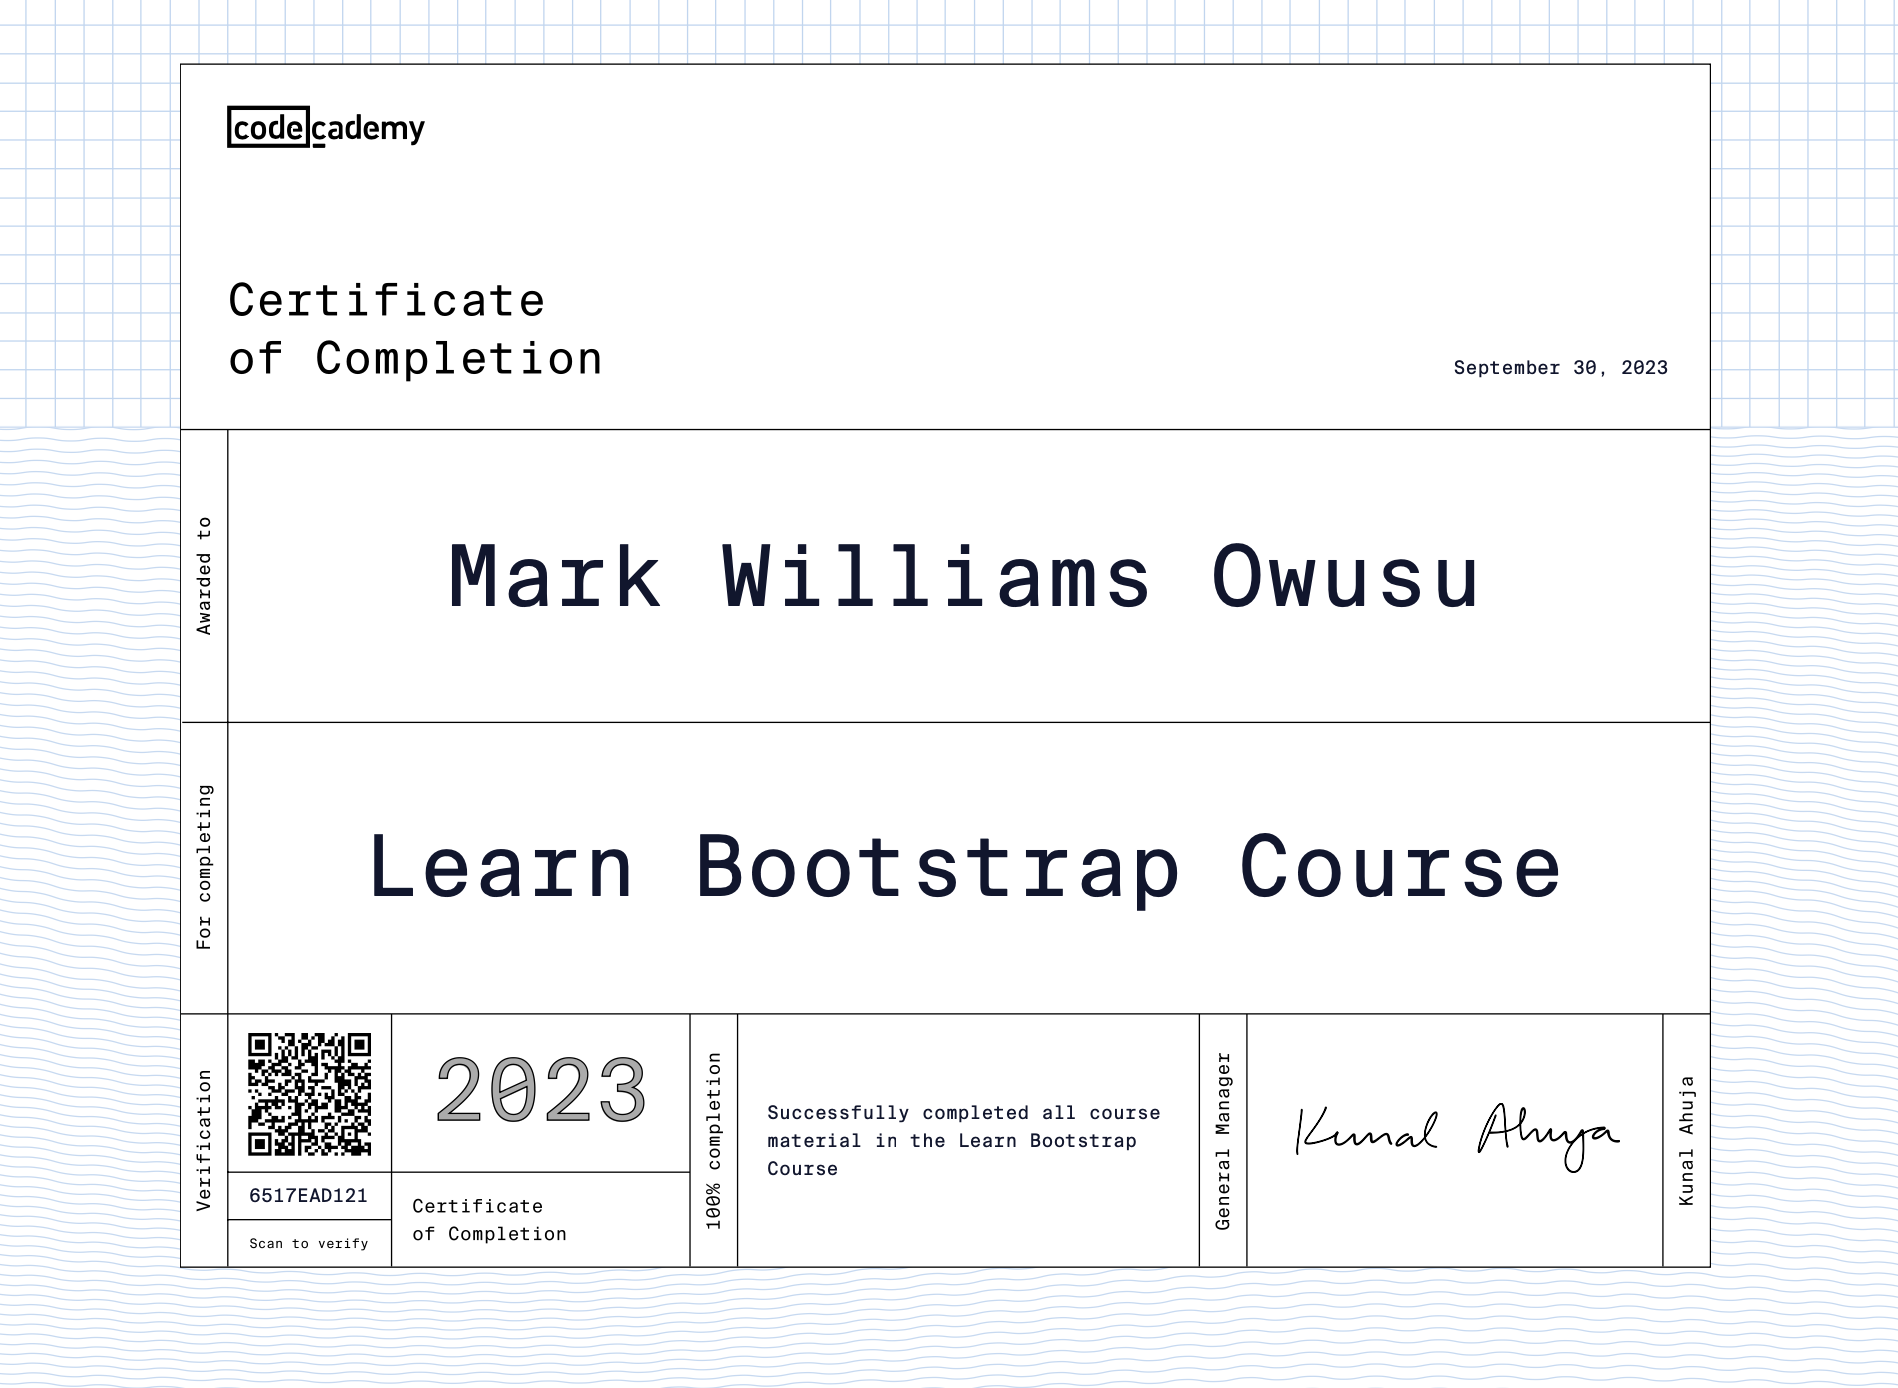 codecademy
Certificate
of Completion
September 30, 2023
Awarded to
Mark Williams Owusu
For completing
Learn Bootstrap Course
Verification
6517EAD121
Scan to verify
2023
Certificate
of Completion
100% completion
Successfully completed all course
material in the Learn Bootstrap
Course
General Manager
Kunal Ahuja
Kunal Ahuja